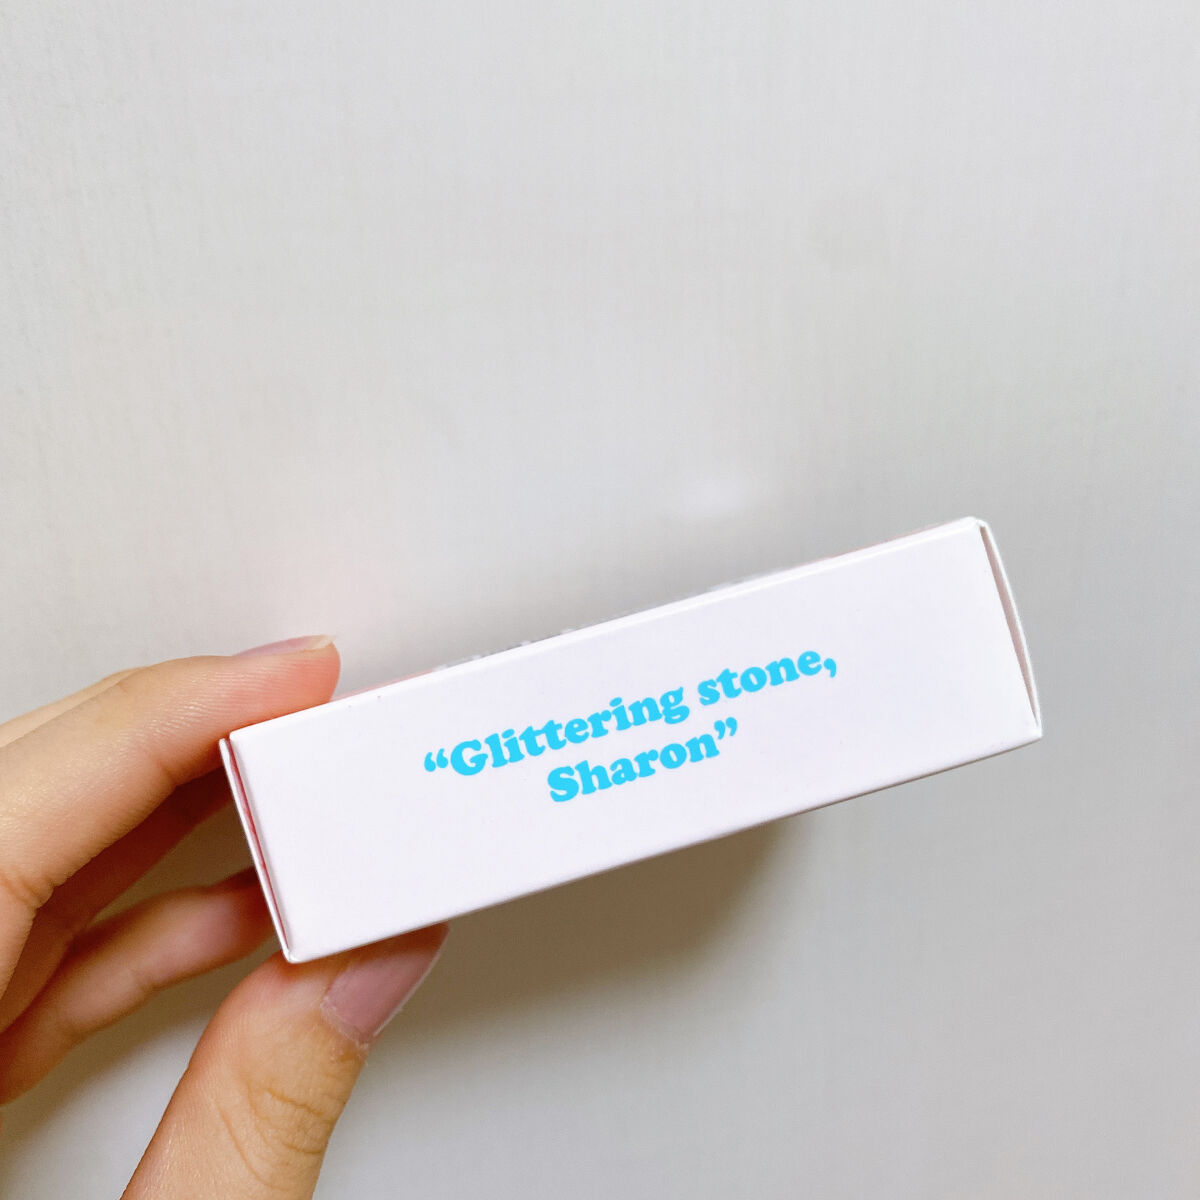 “Glittering stone,
Sharon”